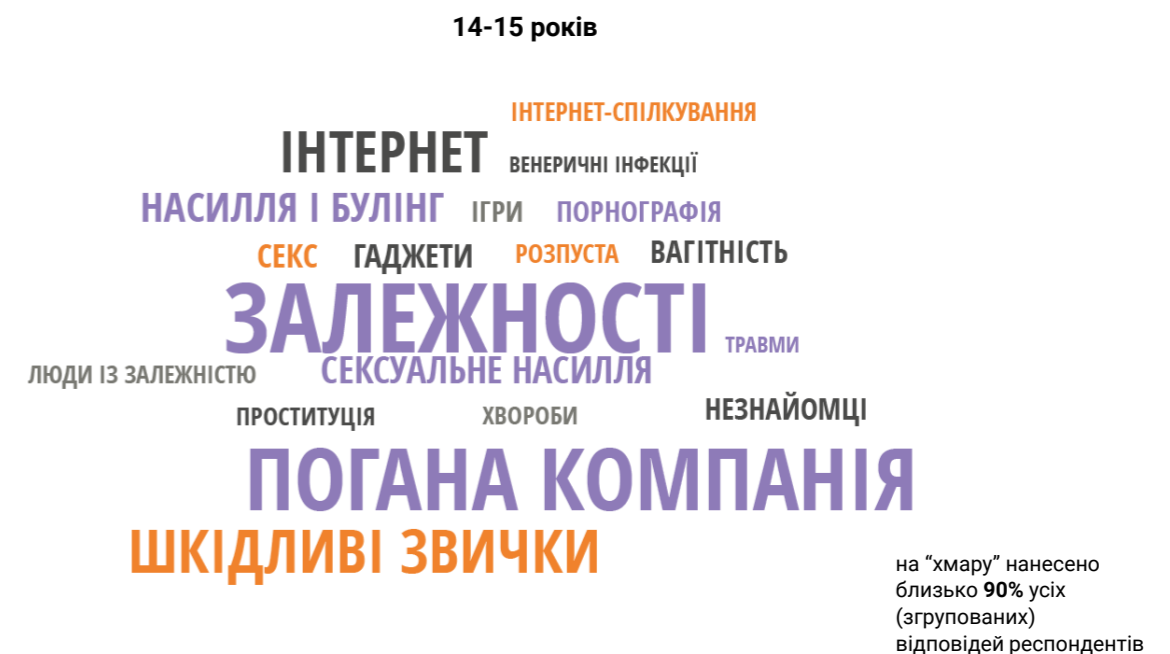 14-15 років
ІНТЕРНЕТ-СПІЛКУВАННЯ
ІНТЕРНЕТ ВЕНЕРИЧНІ ІНФЕКЦІЇ
НАСИЛЛЯ І БУЛІНГ ІГРИ ПОРНОГРАФІЯ
СЕКС ГАДЖЕТИ РОЗПУСТА ВАГІТНІСТЬ
ЗАЛЕЖНОСТІ ТРАВМИ
ЛЮДИ ІЗ ЗАЛЕЖНІСТЮ СЕКСУАЛЬНЕ НАСИЛЛЯ
ПРОСТИТУЦІЯ ХВОРОБИ НЕЗНАЙОМЦІ
ПОГАНА КОМПАНІЯ
ШКІДЛИВІ ЗВИЧКИ
на “хмару” нанесено
близько 90% усіх
(згрупованих)
відповідей респондентів